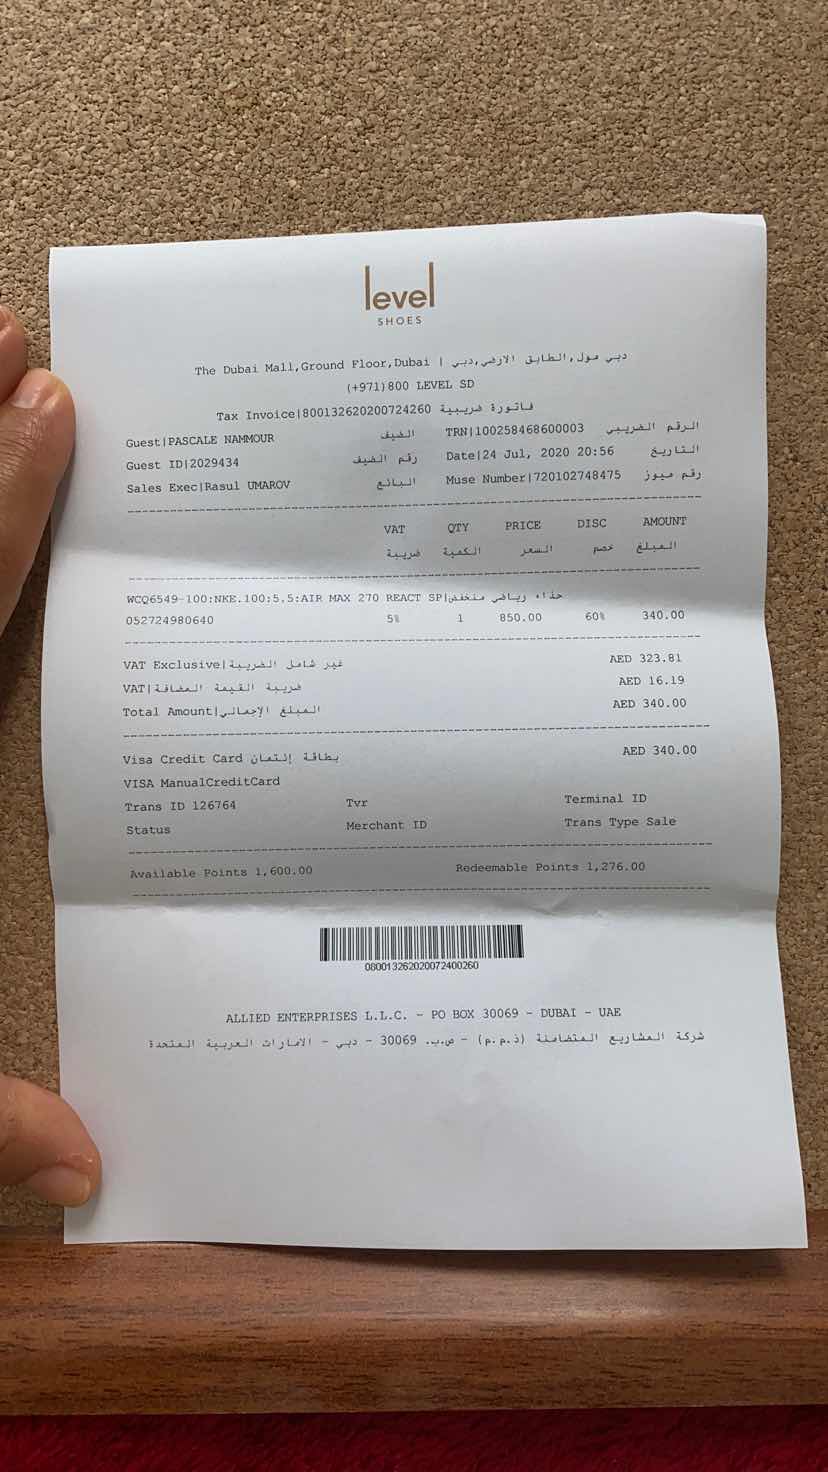 level
SHOES
The Dubai Mall,Ground Floor,Dubai | دبي مول,الطابق الارضي,دبي
(+971)800 LEVEL SD
Tax Invoice|800132620200724260 فاتورة ضريبية
Guest|PASCALE NAMMOUR الضيف TRN|100258468600003 الرقم الضريبي
Guest ID|2029434 رقم الضيف Date|24 Jul, 2020 20:56 التاريخ
Sales Exec|Rasul UMAROV البائع Muse Number|720102748475 رقم ميوز
VAT QTY PRICE DISC AMOUNT
ضريبة الكمية السعر خصم المبلغ
WCQ6549-100:NKE.100:5.5:AIR MAX 270 REACT SP|حذاء رياضي منخفض
052724980640 5% 1 850.00 60% 340.00
VAT Exclusive|غير شامل الضريبة AED 323.81
VAT|ضريبة القيمة المضافة AED 16.19
Total Amount|المبلغ الإجمالي AED 340.00
Visa Credit Card بطاقة إئتمان AED 340.00
VISA ManualCreditCard
Trans ID 126764 Tvr Terminal ID
Status Merchant ID Trans Type Sale
Available Points 1,600.00 Redeemable Points 1,276.00
080013262020072400260
ALLIED ENTERPRISES L.L.C. - PO BOX 30069 - DUBAI - UAE
شركة المشاريع المتضامنة (ذ.م.م) - ص.ب. 30069 - دبي - الامارات العربية المتحدة